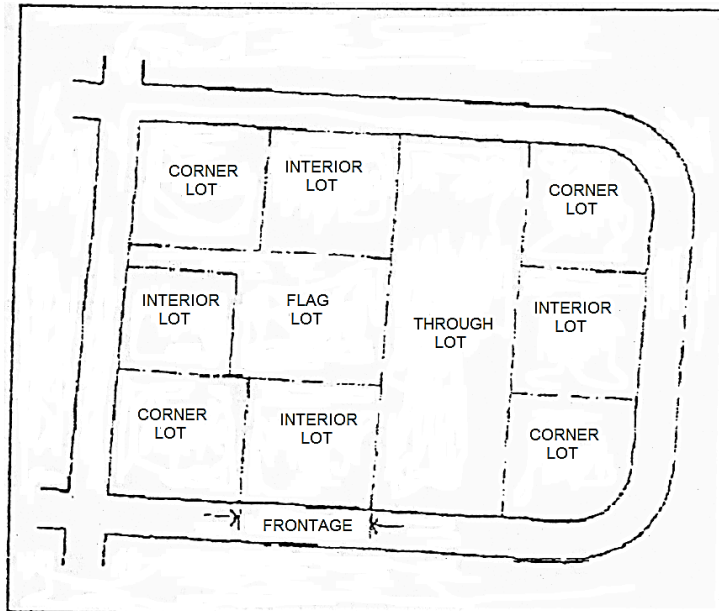 CORNER
LOT
INTERIOR
LOT
CORNER
LOT
INTERIOR
LOT
FLAG
LOT
THROUGH
LOT
INTERIOR
LOT
CORNER
LOT
INTERIOR
LOT
CORNER
LOT
FRONTAGE